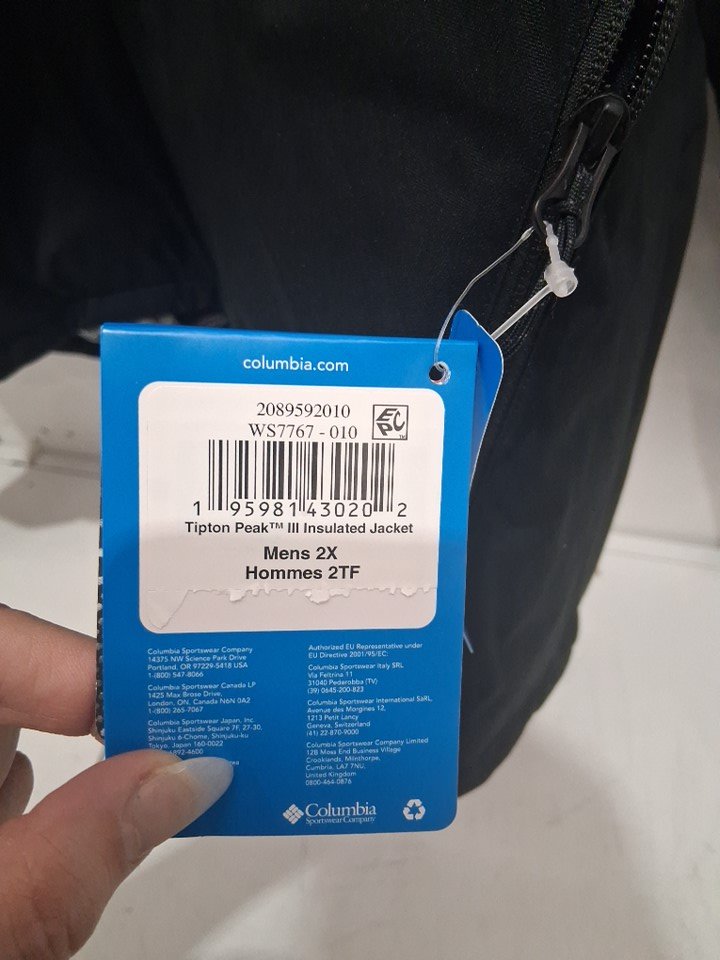 columbia.com
2089592010
WS7767 - 010
EPC™
1 95981 43020 2
Tipton Peak™ III Insulated Jacket
Mens 2X
Hommes 2TF
Columbia Sportswear Company
14375 NW Science Park Drive
Portland, OR 97229-5418 USA
1-(800) 547-8066
Columbia Sportswear Canada LP
1425 Max Brose Drive,
London, ON, Canada N6N 0A2
1-(800) 265-7067
Columbia Sportswear Japan, Inc.
Shinjuku Eastside Square 7F, 27-30,
Shinjuku 6-Chome, Shinjuku-ku
Tokyo, Japan 160-0022
892-4600
Authorized EU Representative under
EU Directive 2001/95/EC:
Columbia Sportswear Italy SRL
Via Feltrina 11
31040 Pederobba (TV)
(39) 0645-200-823
Columbia Sportswear International SaRL,
Avenue des Morgines 12,
1213 Petit Lancy
Geneva, Switzerland
(41) 22-870-9000
Columbia Sportswear Company Limited
12B Moss End Business Village
Crooklands, Milnthorpe,
Cumbria, LA7 7NU,
United Kingdom
0800-464-0876
Columbia
Sportswear Company